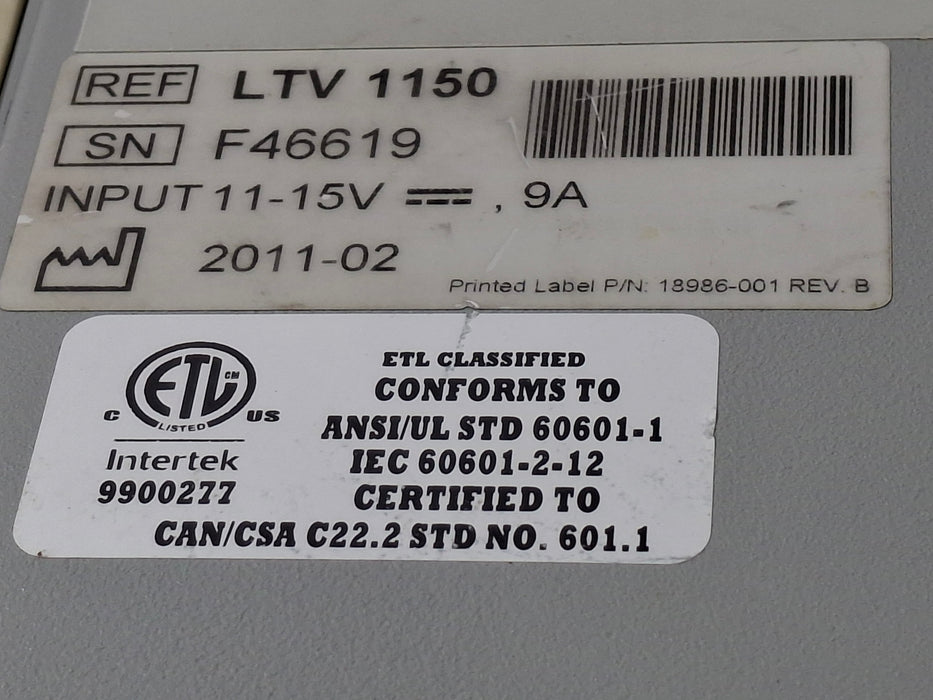 REF LTV 1150
SN F46619
INPUT 11-15V ⎓ , 9A
2011-02
Printed Label P/N: 18986-001 REV. B
ETL CM
C US
LISTED
Intertek
9900277
ETL CLASSIFIED
CONFORMS TO
ANSI/UL STD 60601-1
IEC 60601-2-12
CERTIFIED TO
CAN/CSA C22.2 STD NO. 601.1